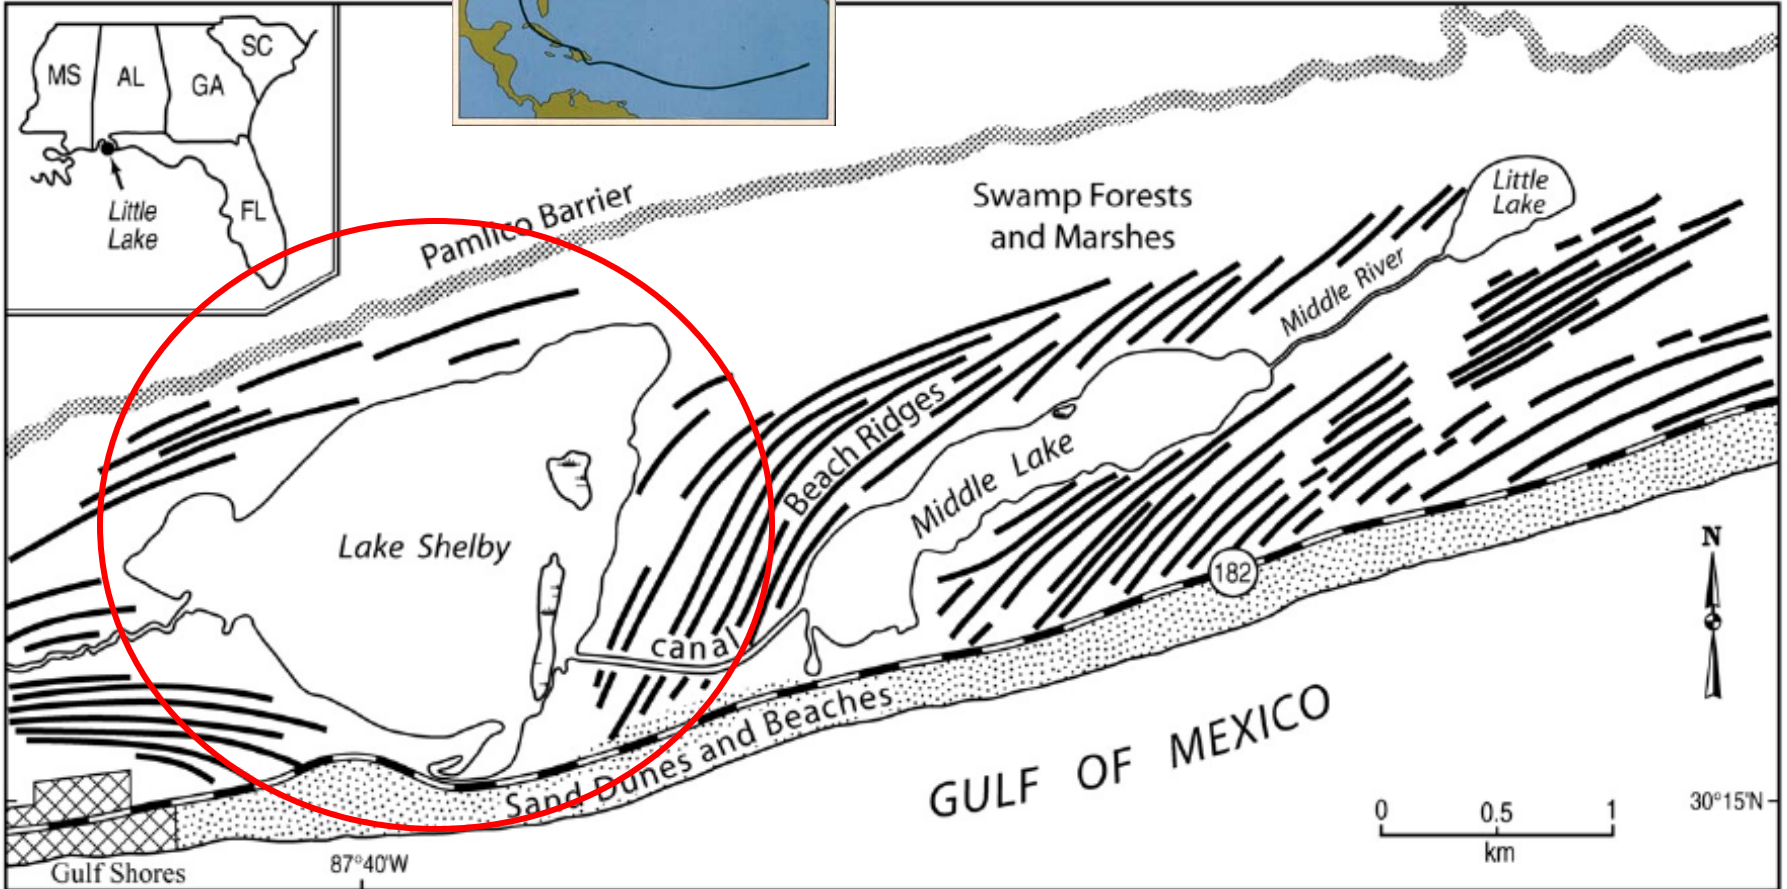 MS
AL
GA
SC
FL
Little
Lake
Pamlico Barrier
Swamp Forests
and Marshes
Little
Lake
Middle River
Beach Ridges
Middle Lake
Lake Shelby
canal
182
N
Sand Dunes and Beaches
GULF OF MEXICO
0 0.5 1
km
30°15'N
Gulf Shores
87°40'W